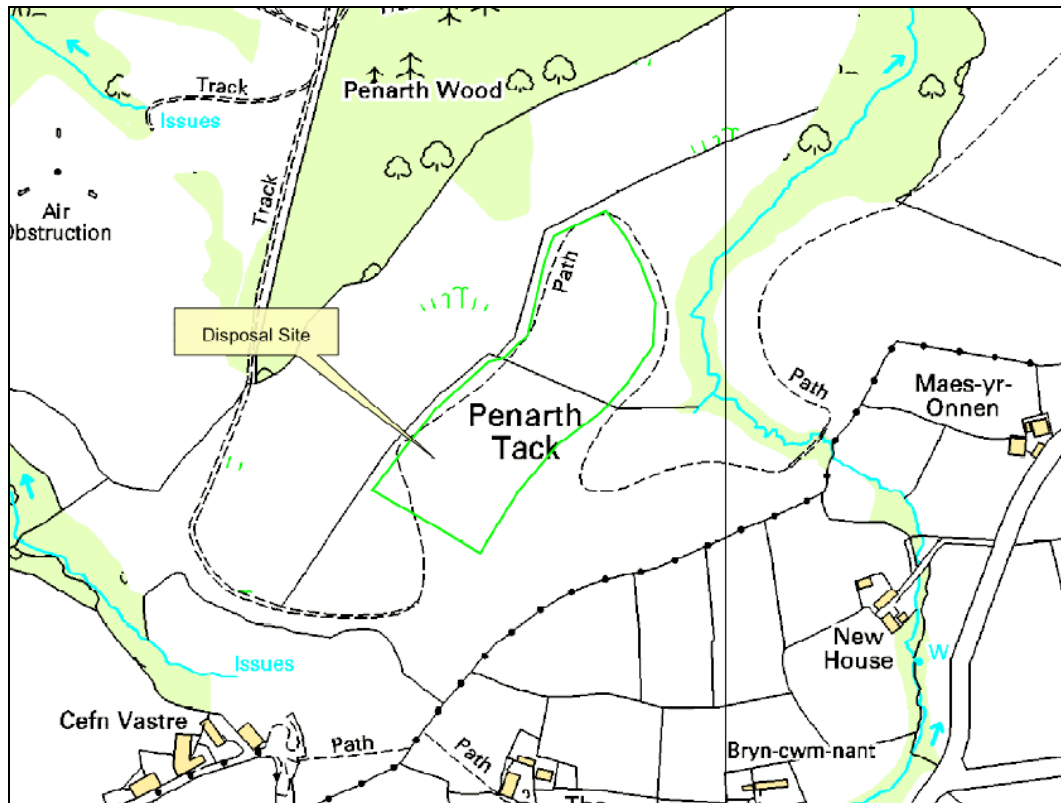 Penarth Wood
Track
Issues
Track
Air
Obstruction
Path
Disposal Site
Penarth
Tack
Path
Maes-yr-
Onnen
New
House
W
Issues
Cefn Vastre
Path
Path
Bryn-cwm-nant
The